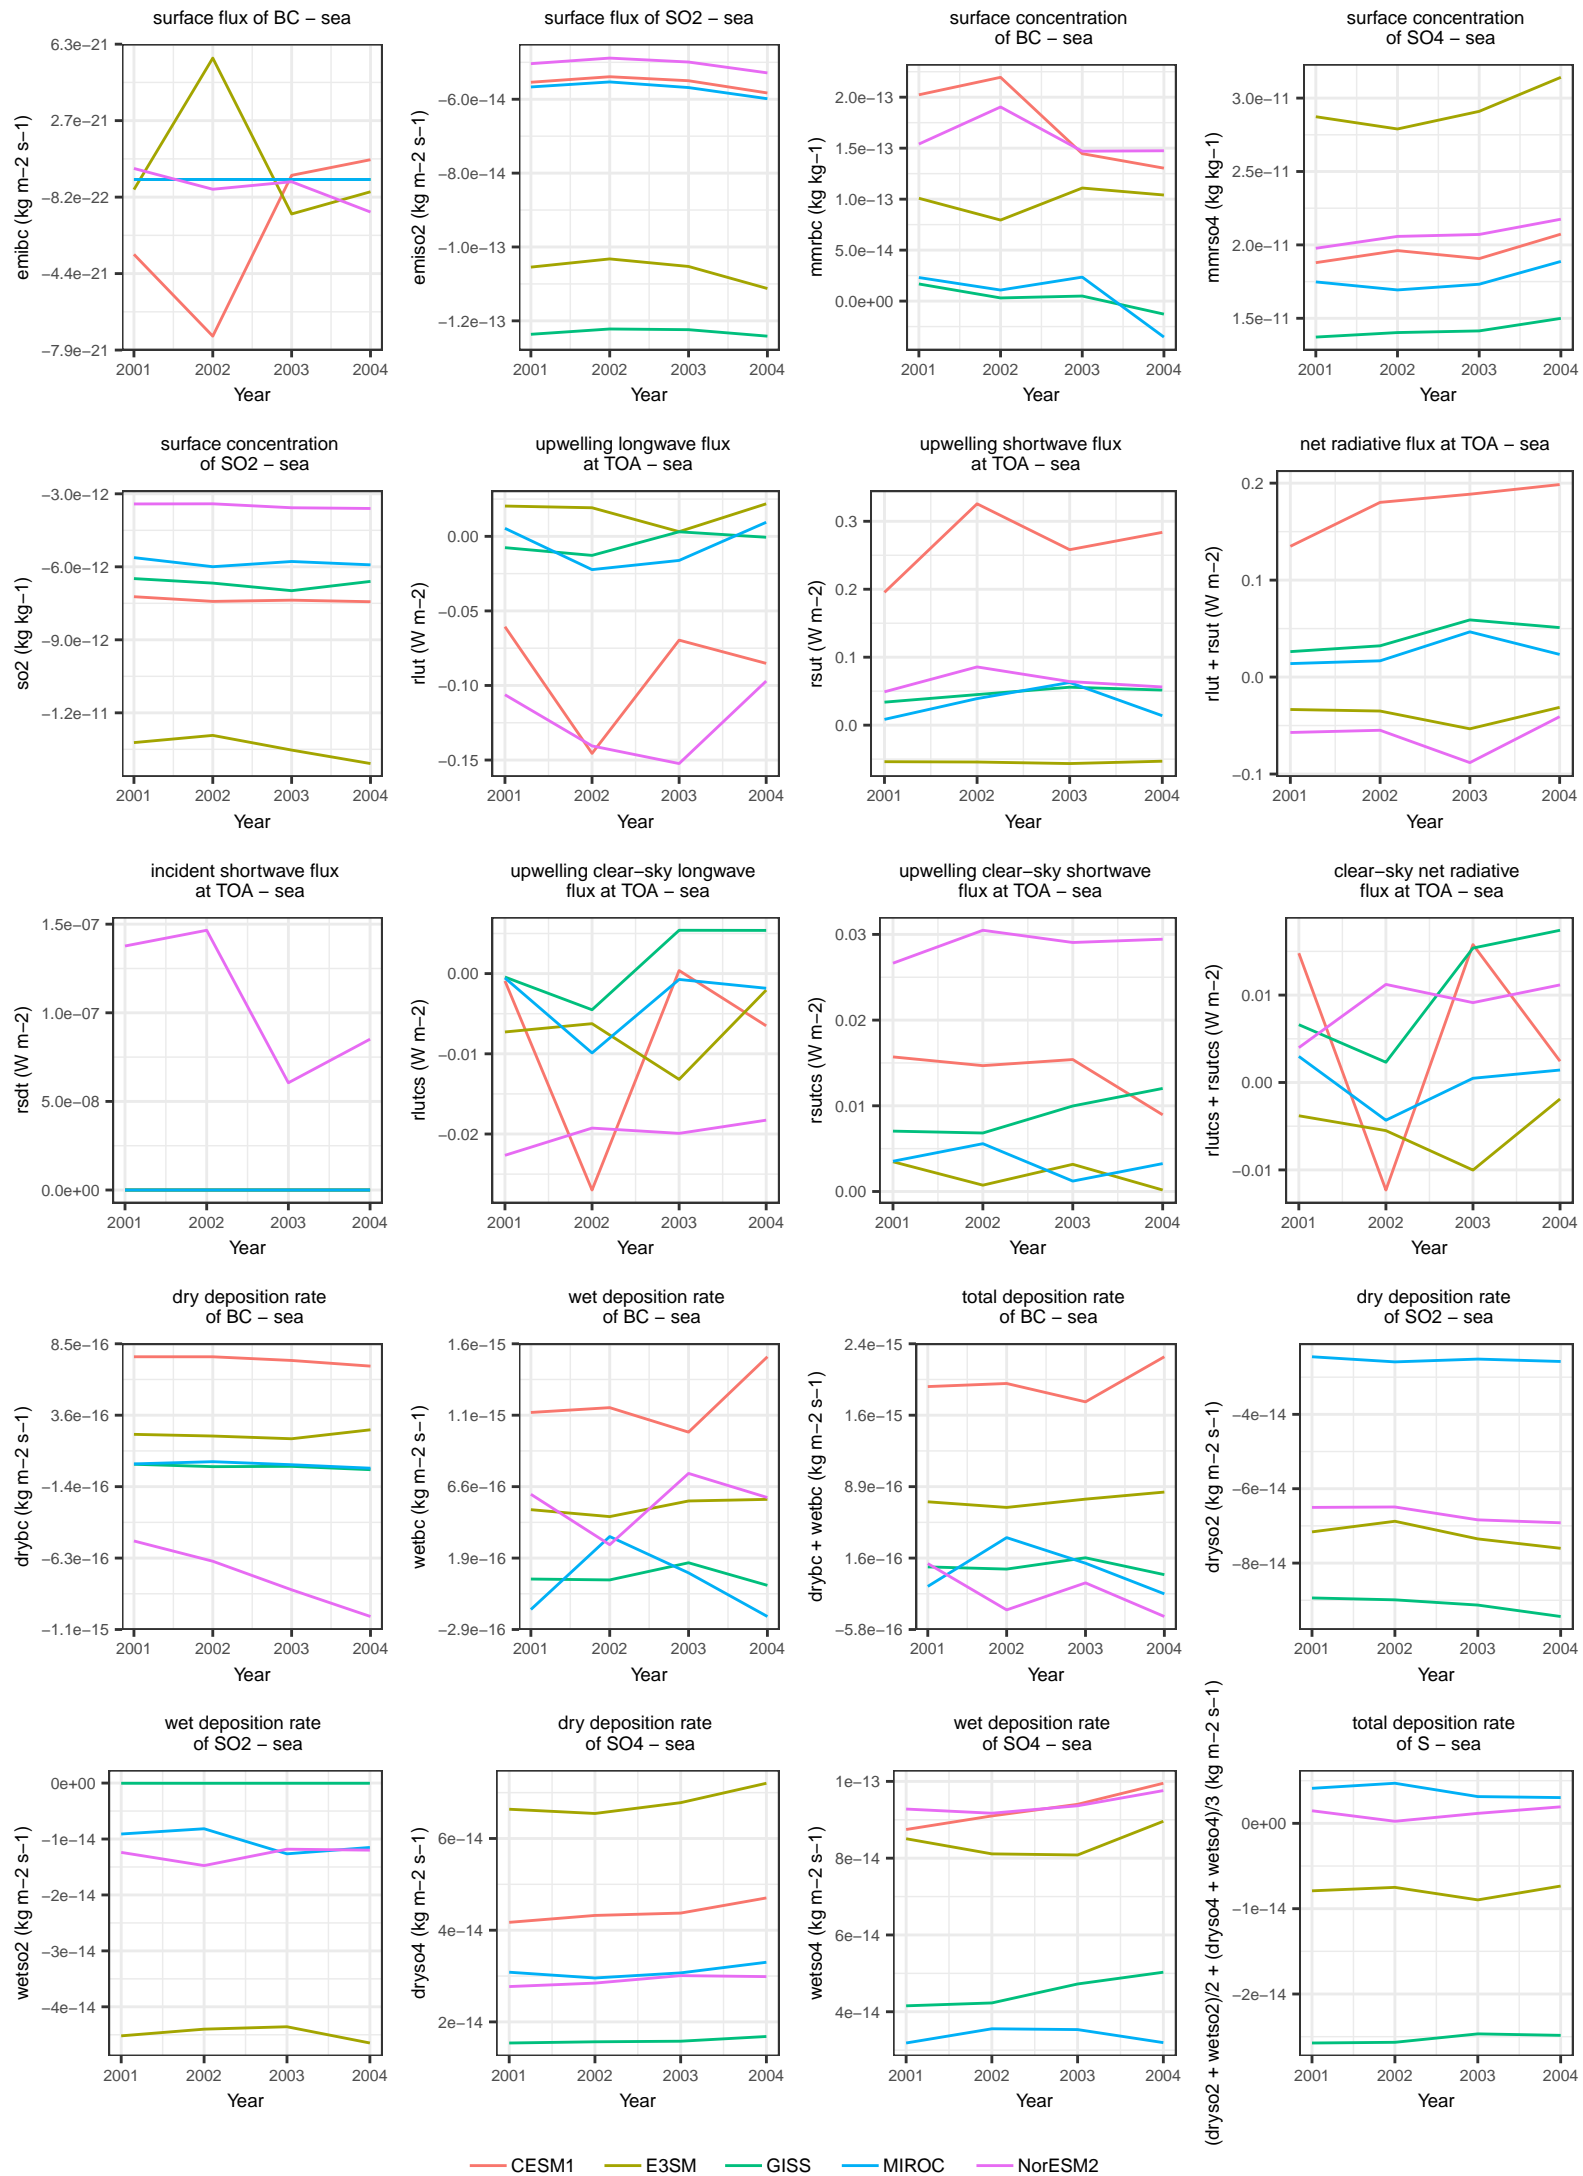 surface flux of BC − sea
6.3e−21
2.7e−21
−8.2e−22
−4.4e−21
−7.9e−21
emibc (kg m−2 s−1)
2001 2002 2003 2004
Year
surface flux of SO2 − sea
−6.0e−14
−8.0e−14
−1.0e−13
−1.2e−13
emiso2 (kg m−2 s−1)
2001 2002 2003 2004
Year
surface concentration
of BC − sea
2.0e−13
1.5e−13
1.0e−13
5.0e−14
0.0e+00
mmrbc (kg kg−1)
2001 2002 2003 2004
Year
surface concentration
of SO4 − sea
3.0e−11
2.5e−11
2.0e−11
1.5e−11
mmrso4 (kg kg−1)
2001 2002 2003 2004
Year
surface concentration
of SO2 − sea
−3.0e−12
−6.0e−12
−9.0e−12
−1.2e−11
so2 (kg kg−1)
2001 2002 2003 2004
Year
upwelling longwave flux
at TOA − sea
0.00
−0.05
−0.10
−0.15
rlut (W m−2)
2001 2002 2003 2004
Year
upwelling shortwave flux
at TOA − sea
0.3
0.2
0.1
0.0
rsut (W m−2)
2001 2002 2003 2004
Year
net radiative flux at TOA − sea
0.2
0.1
0.0
−0.1
rlut + rsut (W m−2)
2001 2002 2003 2004
Year
incident shortwave flux
at TOA − sea
1.5e−07
1.0e−07
5.0e−08
0.0e+00
rsdt (W m−2)
2001 2002 2003 2004
Year
upwelling clear−sky longwave
flux at TOA − sea
0.00
−0.01
−0.02
rlutcs (W m−2)
2001 2002 2003 2004
Year
upwelling clear−sky shortwave
flux at TOA − sea
0.03
0.02
0.01
0.00
rsutcs (W m−2)
2001 2002 2003 2004
Year
clear−sky net radiative
flux at TOA − sea
0.01
0.00
−0.01
rlutcs + rsutcs (W m−2)
2001 2002 2003 2004
Year
dry deposition rate
of BC − sea
8.5e−16
3.6e−16
−1.4e−16
−6.3e−16
−1.1e−15
drybc (kg m−2 s−1)
2001 2002 2003 2004
Year
wet deposition rate
of BC − sea
1.6e−15
1.1e−15
6.6e−16
1.9e−16
−2.9e−16
wetbc (kg m−2 s−1)
2001 2002 2003 2004
Year
total deposition rate
of BC − sea
2.4e−15
1.6e−15
8.9e−16
1.6e−16
−5.8e−16
drybc + wetbc (kg m−2 s−1)
2001 2002 2003 2004
Year
dry deposition rate
of SO2 − sea
−4e−14
−6e−14
−8e−14
dryso2 (kg m−2 s−1)
2001 2002 2003 2004
Year
wet deposition rate
of SO2 − sea
0e+00
−1e−14
−2e−14
−3e−14
−4e−14
wetso2 (kg m−2 s−1)
2001 2002 2003 2004
Year
dry deposition rate
of SO4 − sea
6e−14
4e−14
2e−14
dryso4 (kg m−2 s−1)
2001 2002 2003 2004
Year
wet deposition rate
of SO4 − sea
1e−13
8e−14
6e−14
4e−14
wetso4 (kg m−2 s−1)
2001 2002 2003 2004
Year
total deposition rate
of S − sea
0e+00
−1e−14
−2e−14
(dryso2 + wetso2)/2 + (dryso4 + wetso4)/3 (kg m−2 s−1)
2001 2002 2003 2004
Year
CESM1 E3SM GISS MIROC NorESM2